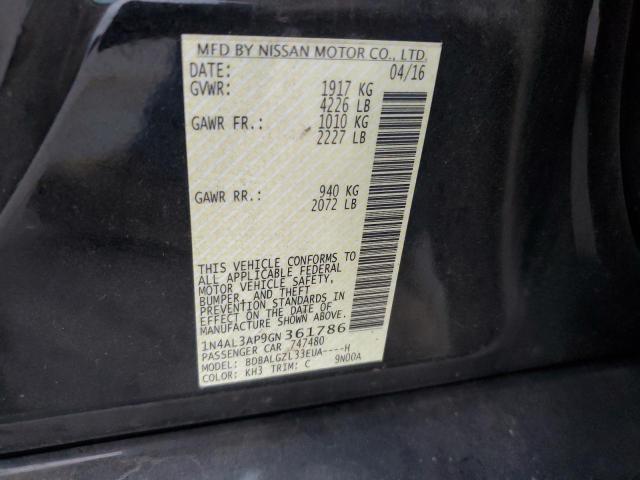 MFD BY NISSAN MOTOR CO., LTD.
DATE: 04/16
GVWR: 1917 KG
4226 LB
GAWR FR.: 1010 KG
2227 LB
GAWR RR.: 940 KG
2072 LB
THIS VEHICLE CONFORMS TO
ALL APPLICABLE FEDERAL
MOTOR VEHICLE SAFETY,
BUMPER, AND THEFT
PREVENTION STANDARDS IN
EFFECT ON THE DATE OF
MANUFACTURE SHOWN ABOVE.
1N4AL3AP9GN361786
PASSENGER CAR 747480
MODEL: BDBALGZL33EUA----H
COLOR: KH3 TRIM: C 9N00A